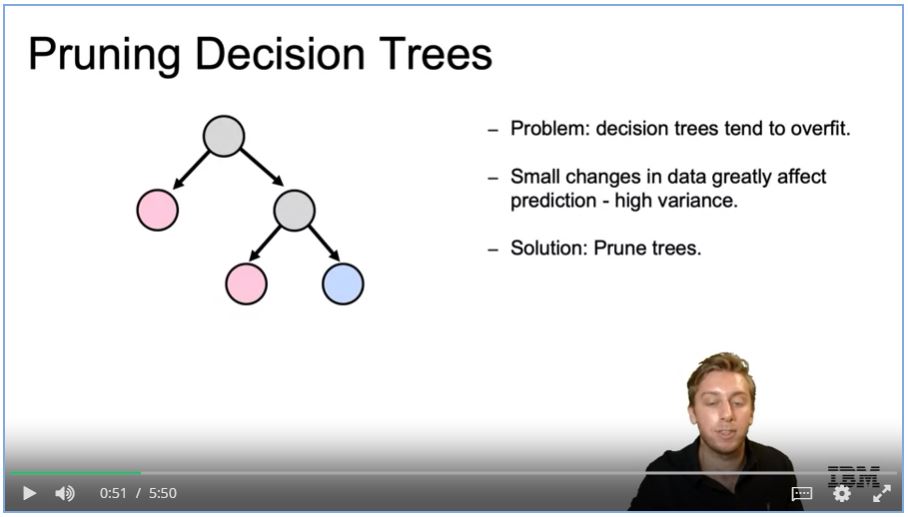 Pruning Decision Trees
– Problem: decision trees tend to overfit.
– Small changes in data greatly affect
prediction - high variance.
– Solution: Prune trees.
IBM
0:51 / 5:50